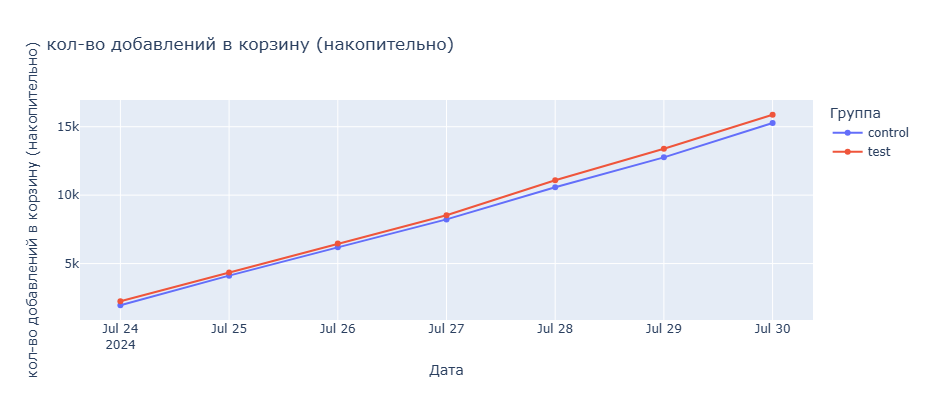 кол-во добавлений в корзину (накопительно)
кол-во добавлений в корзину (накопительно)
15k
10k
5k
Jul 24
2024
Jul 25
Jul 26
Jul 27
Jul 28
Jul 29
Jul 30
Дата
Группа
control
test